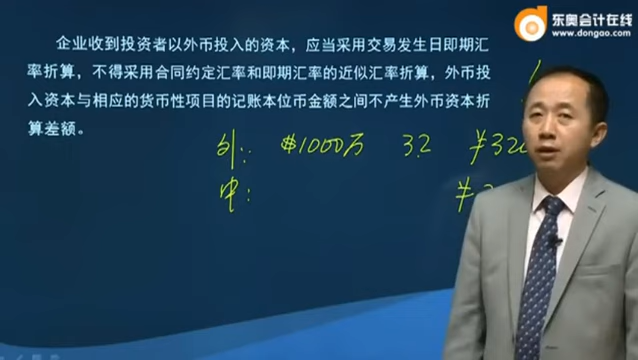 东奥会计在线
www.dongao.com
企业收到投资者以外币投入的资本，应当采用交易发生日即期汇
率折算，不得采用合同约定汇率和即期汇率的近似汇率折算，外币投
入资本与相应的货币性项目的记账本位币金额之间不产生外币资本折
算差额。
外: $1000万 3.2
中: